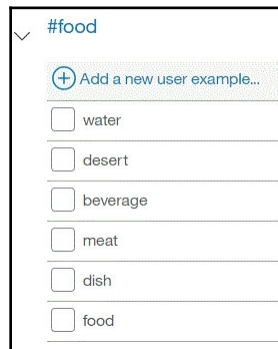 #food
Add a new user example...
water
desert
beverage
meat
dish
food